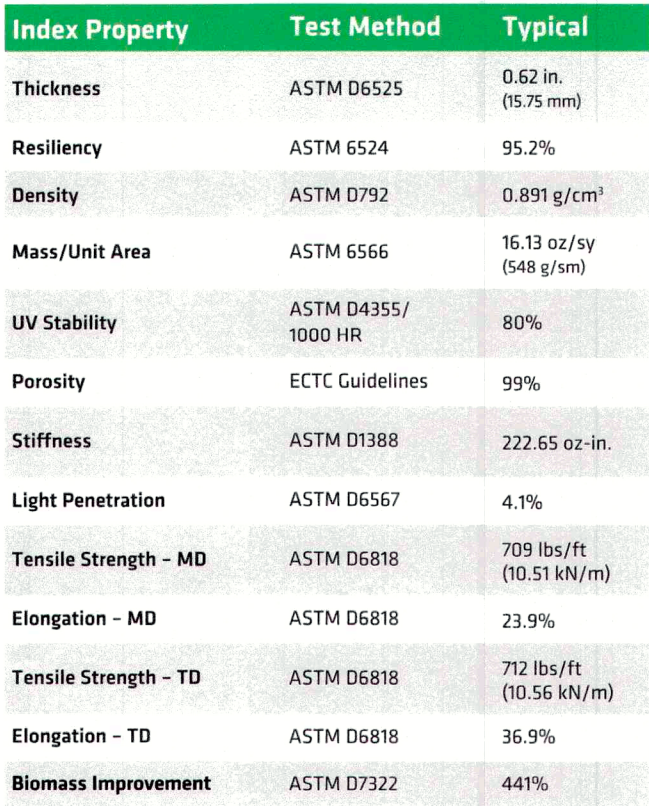 Index Property Test Method Typical
Thickness ASTM D6525 0.62 in.
(15.75 mm)
Resiliency ASTM 6524 95.2%
Density ASTM D792 0.891 g/cm³
Mass/Unit Area ASTM 6566 16.13 oz/sy
(548 g/sm)
UV Stability ASTM D4355/
1000 HR 80%
Porosity ECTC Guidelines 99%
Stiffness ASTM D1388 222.65 oz-in.
Light Penetration ASTM D6567 4.1%
Tensile Strength – MD ASTM D6818 709 lbs/ft
(10.51 kN/m)
Elongation – MD ASTM D6818 23.9%
Tensile Strength – TD ASTM D6818 712 lbs/ft
(10.56 kN/m)
Elongation – TD ASTM D6818 36.9%
Biomass Improvement ASTM D7322 441%